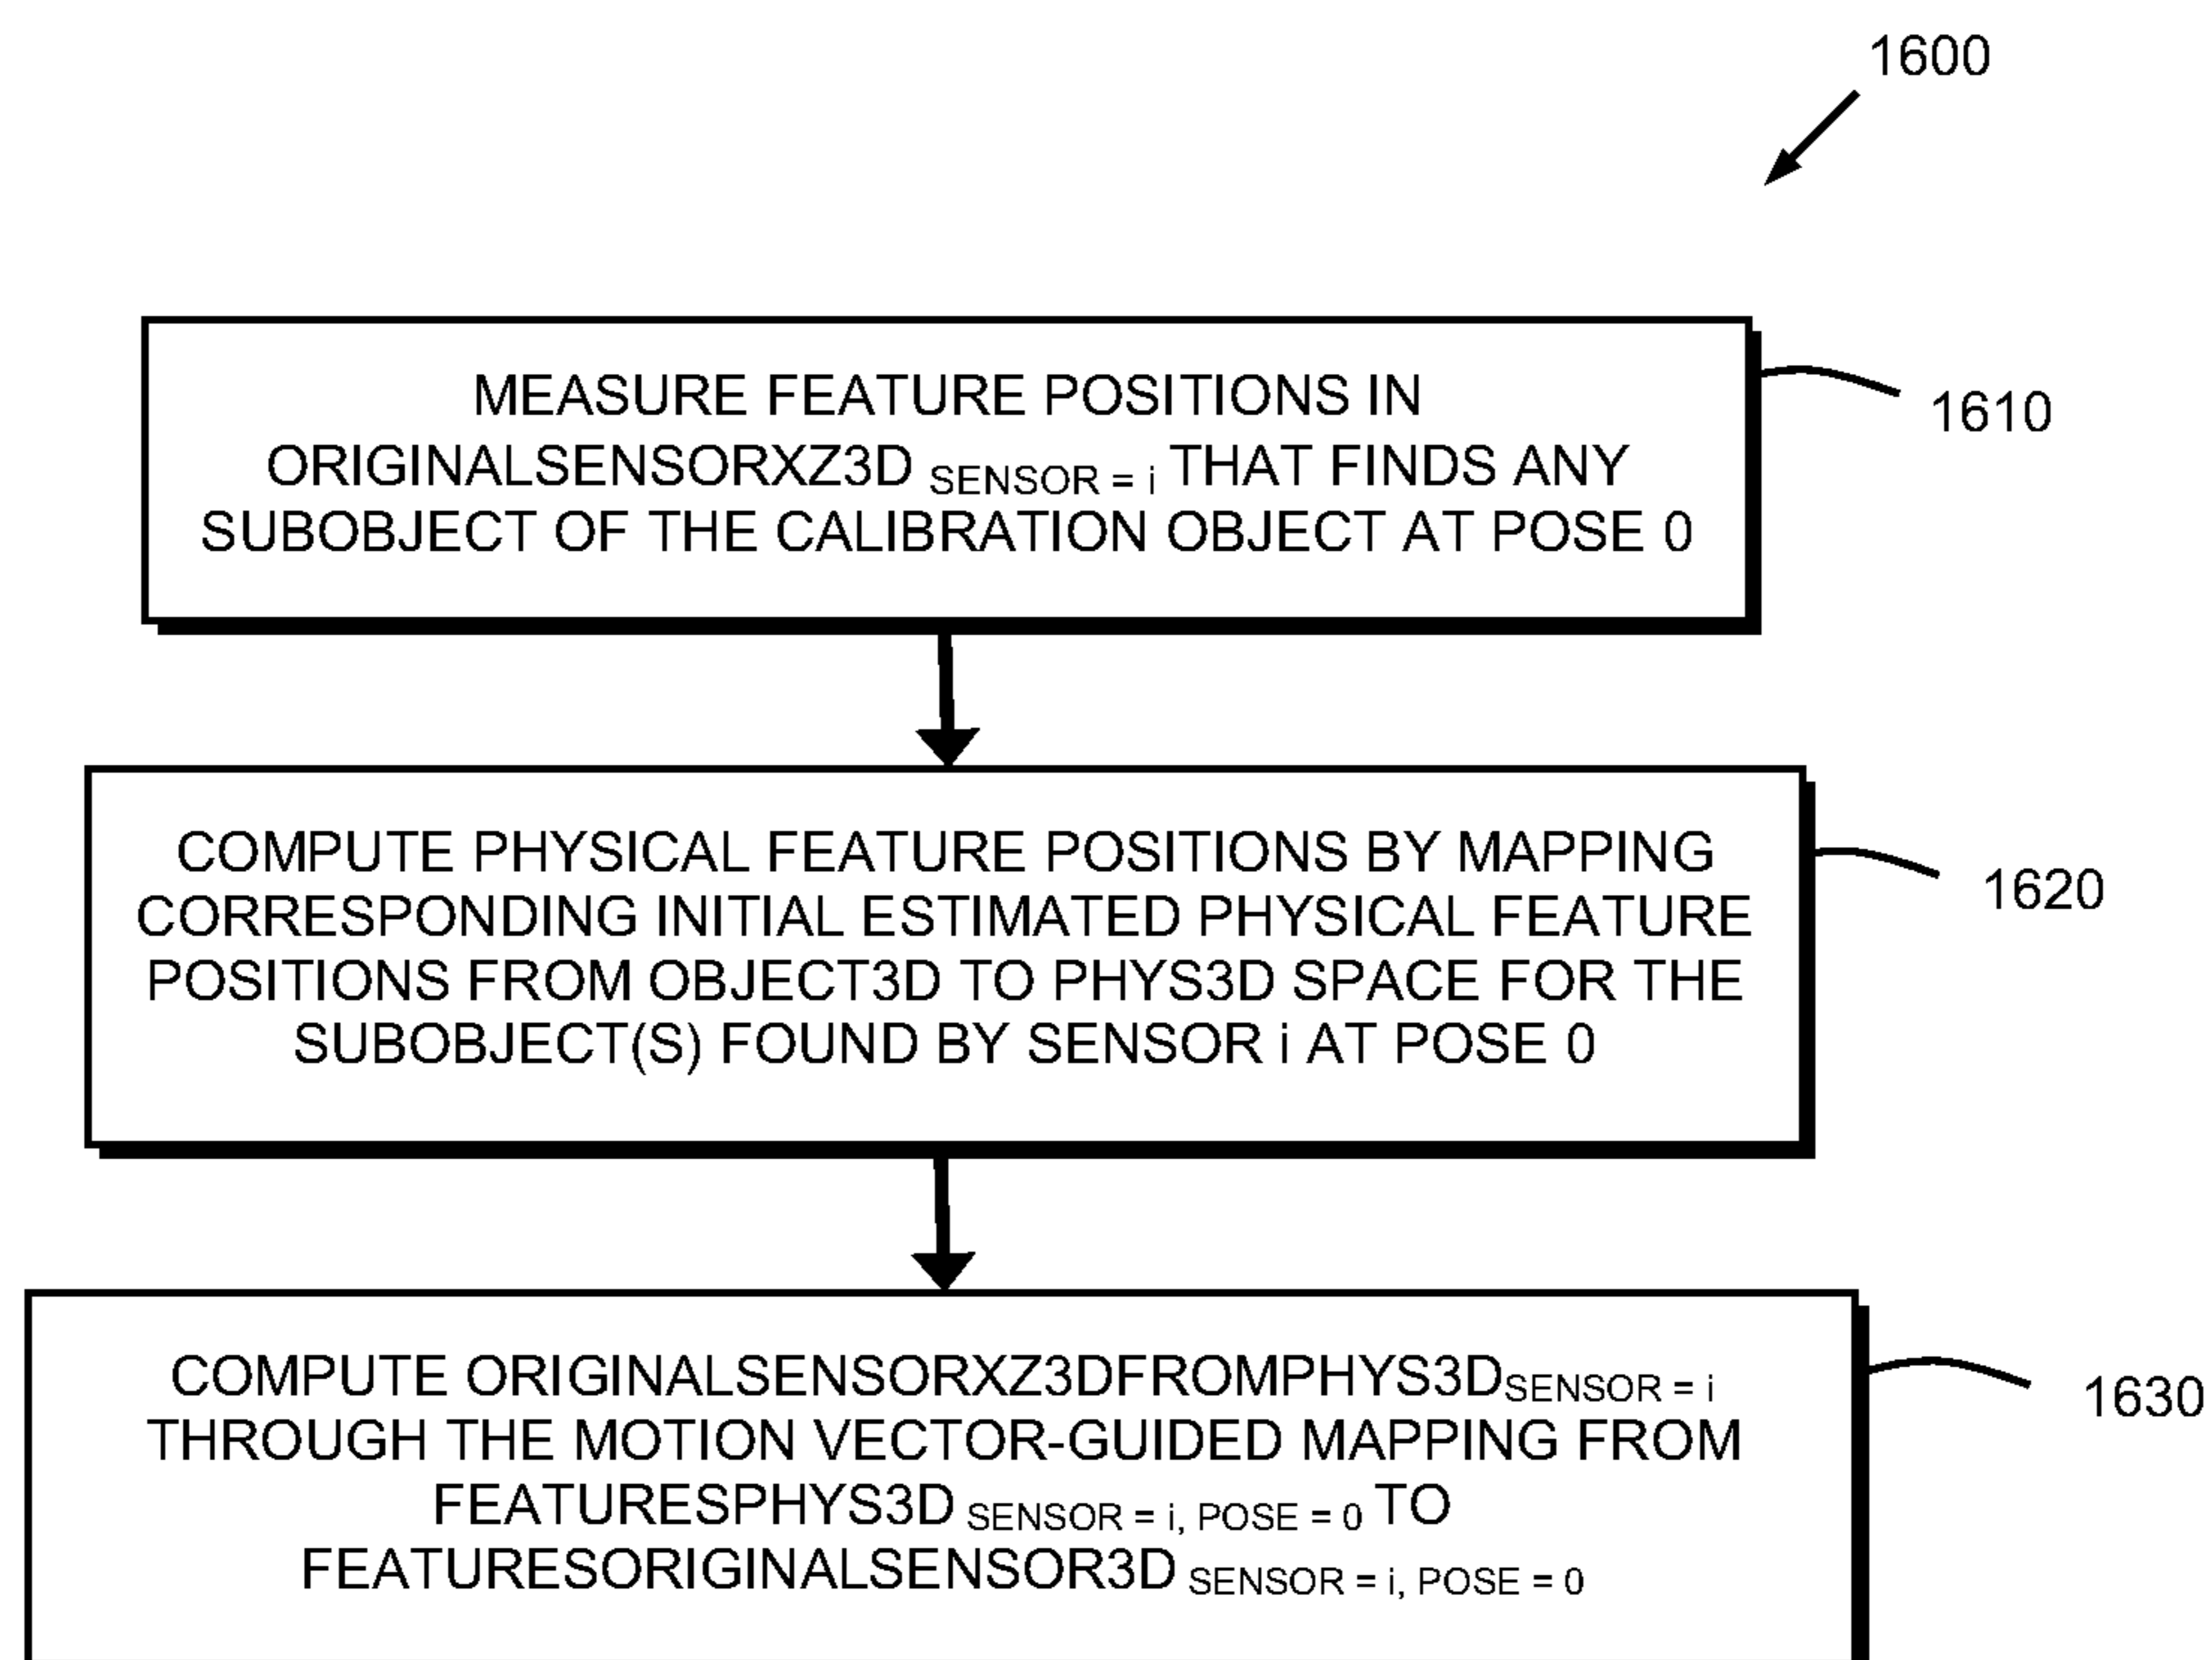 1600
MEASURE FEATURE POSITIONS IN
ORIGINALSENSORXZ3D SENSOR = i THAT FINDS ANY
SUBOBJECT OF THE CALIBRATION OBJECT AT POSE 0
1610
COMPUTE PHYSICAL FEATURE POSITIONS BY MAPPING
CORRESPONDING INITIAL ESTIMATED PHYSICAL FEATURE
POSITIONS FROM OBJECT3D TO PHYS3D SPACE FOR THE
SUBOBJECT(S) FOUND BY SENSOR i AT POSE 0
1620
COMPUTE ORIGINALSENSORXZ3DFROMPHYS3D SENSOR = i
THROUGH THE MOTION VECTOR-GUIDED MAPPING FROM
FEATURESPHYS3D SENSOR = i, POSE = 0 TO
FEATURESORIGINALSENSOR3D SENSOR = i, POSE = 0
1630